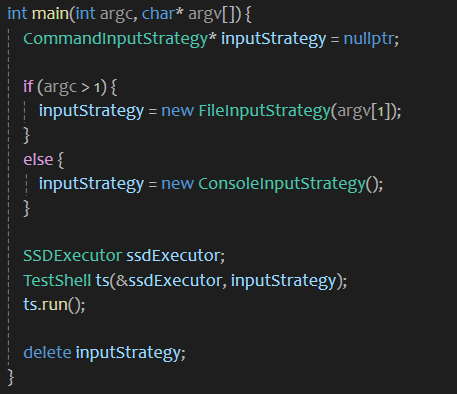 int main(int argc, char* argv[]) {
CommandInputStrategy* inputStrategy = nullptr;
if (argc > 1) {
inputStrategy = new FileInputStrategy(argv[1]);
}
else {
inputStrategy = new ConsoleInputStrategy();
}
SSDExecutor ssdExecutor;
TestShell ts(&ssdExecutor, inputStrategy);
ts.run();
delete inputStrategy;
}